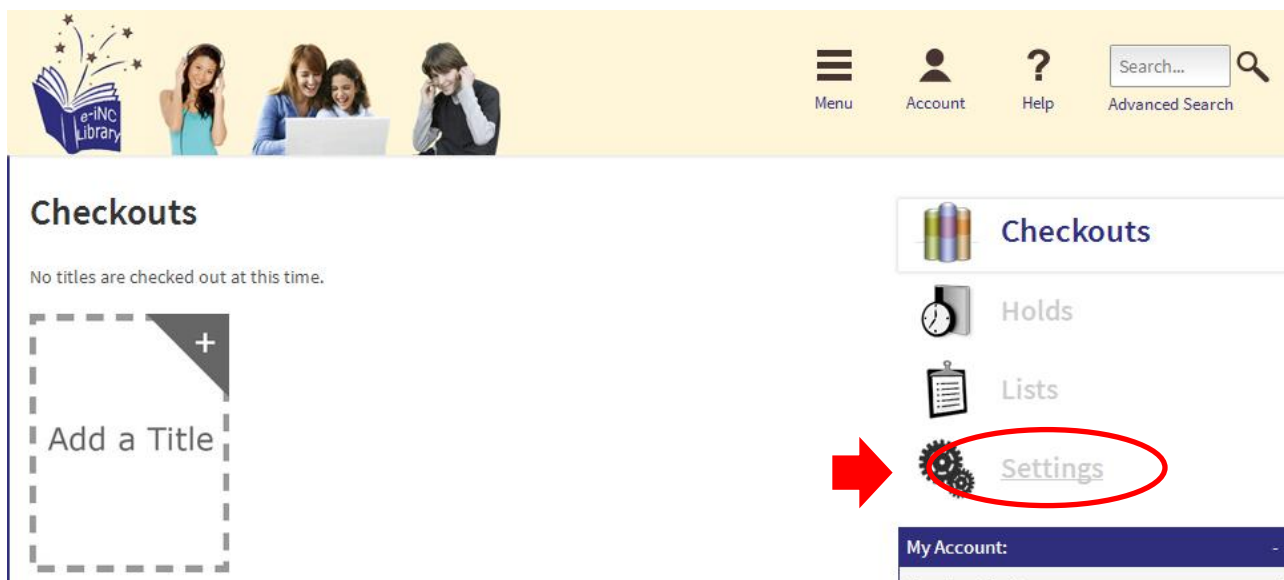 e-iNC
Library
Menu
Account
?
Help
Search...
Advanced Search
Checkouts
No titles are checked out at this time.
+
Add a Title
Checkouts
Holds
Lists
Settings
My Account:
-